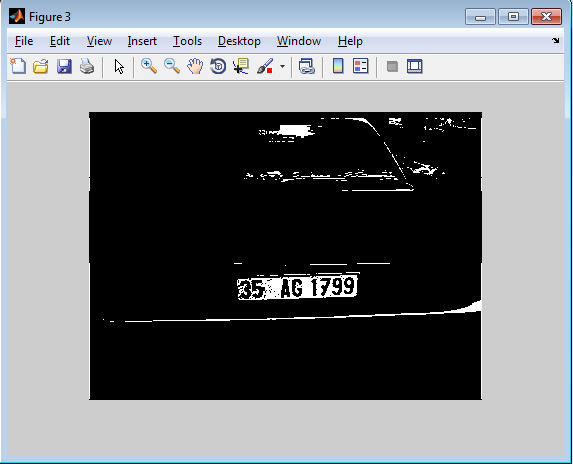 Figure 3
File Edit View Insert Tools Desktop Window Help
35 AG 1799